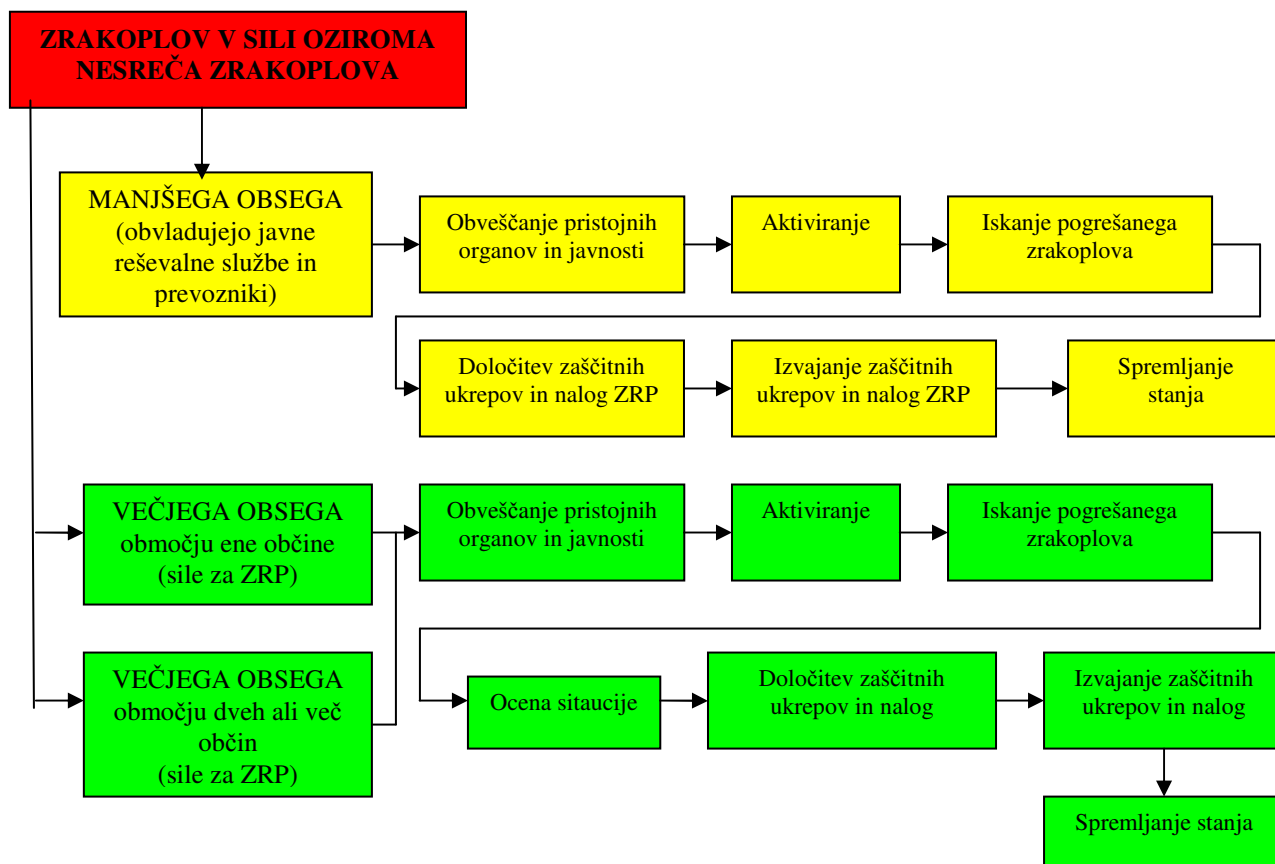 ZRAKOPLOV V SILI OZIROMA
NESREČA ZRAKOPLOVA
MANJŠEGA OBSEGA
(obvladujejo javne
reševalne službe in
prevozniki)
Obveščanje pristojnih
organov in javnosti
Aktiviranje
Iskanje pogrešanega
zrakoplova
Določitev zaščitnih
ukrepov in nalog ZRP
Izvajanje zaščitnih
ukrepov in nalog ZRP
Spremljanje
stanja
VEČJEGA OBSEGA
območju ene občine
(sile za ZRP)
Obveščanje pristojnih
organov in javnosti
Aktiviranje
Iskanje pogrešanega
zrakoplova
VEČJEGA OBSEGA
območju dveh ali več
občin
(sile za ZRP)
Ocena sitaucije
Določitev zaščitnih
ukrepov in nalog
Izvajanje zaščitnih
ukrepov in nalog
Spremljanje stanja